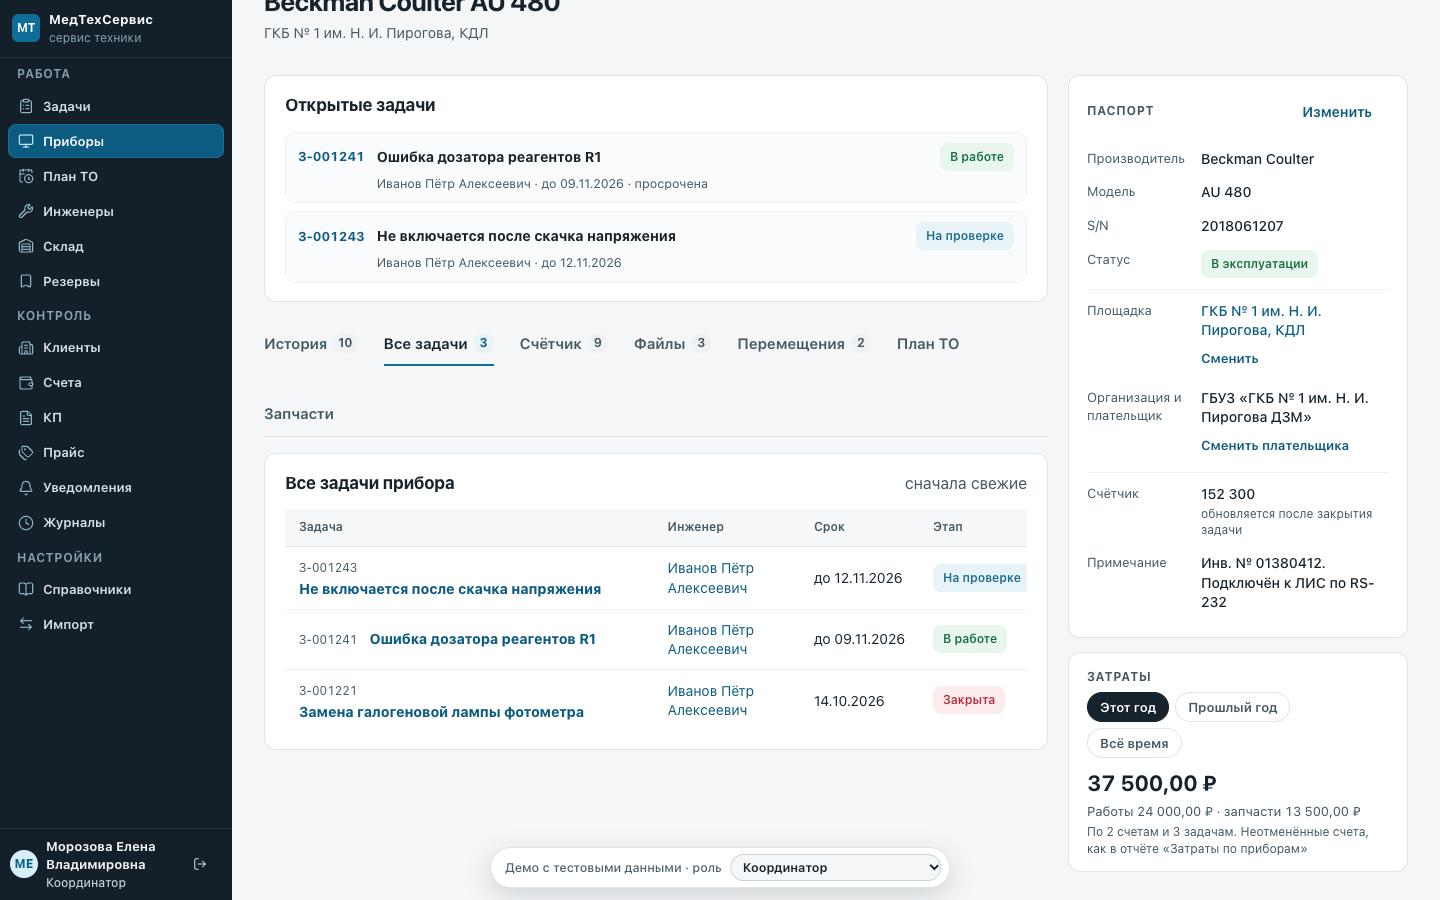 МТ
МедТехСервис
сервис техники
РАБОТА
Задачи
Приборы
План ТО
Инженеры
Склад
Резервы
КОНТРОЛЬ
Клиенты
Счета
КП
Прайс
Уведомления
Журналы
НАСТРОЙКИ
Справочники
Импорт
МЕ
Морозова Елена
Владимировна
Координатор
Beckman Coulter AU 480
ГКБ № 1 им. Н. И. Пирогова, КДЛ
Открытые задачи
З-001241 Ошибка дозатора реагентов R1 В работе
Иванов Пётр Алексеевич · до 09.11.2026 · просрочена
З-001243 Не включается после скачка напряжения На проверке
Иванов Пётр Алексеевич · до 12.11.2026
История 10 Все задачи 3 Счётчик 9 Файлы 3 Перемещения 2 План ТО
Запчасти
Все задачи прибора сначала свежие
Задача Инженер Срок Этап
З-001243
Не включается после скачка напряжения
Иванов Пётр
Алексеевич
до 12.11.2026
На проверке
З-001241 Ошибка дозатора реагентов R1
Иванов Пётр
Алексеевич
до 09.11.2026
В работе
З-001221
Замена галогеновой лампы фотометра
Иванов Пётр
Алексеевич
14.10.2026
Закрыта
ПАСПОРТ Изменить
Производитель Beckman Coulter
Модель AU 480
S/N 2018061207
Статус В эксплуатации
Площадка ГКБ № 1 им. Н. И.
Пирогова, КДЛ
Сменить
Организация и
плательщик
ГБУЗ «ГКБ № 1 им. Н. И.
Пирогова ДЗМ»
Сменить плательщика
Счётчик 152 300
обновляется после закрытия
задачи
Примечание Инв. № 01380412.
Подключён к ЛИС по RS-
232
ЗАТРАТЫ
Этот год Прошлый год
Всё время
37 500,00 ₽
Работы 24 000,00 ₽ · запчасти 13 500,00 ₽
По 2 счетам и 3 задачам. Неотменённые счета,
как в отчёте «Затраты по приборам»
Демо с тестовыми данными · роль Координатор